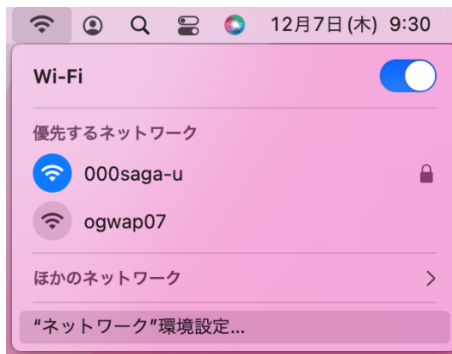 12月7日(木) 9:30
Wi-Fi
優先するネットワーク
000saga-u
ogwap07
ほかのネットワーク
“ネットワーク”環境設定...